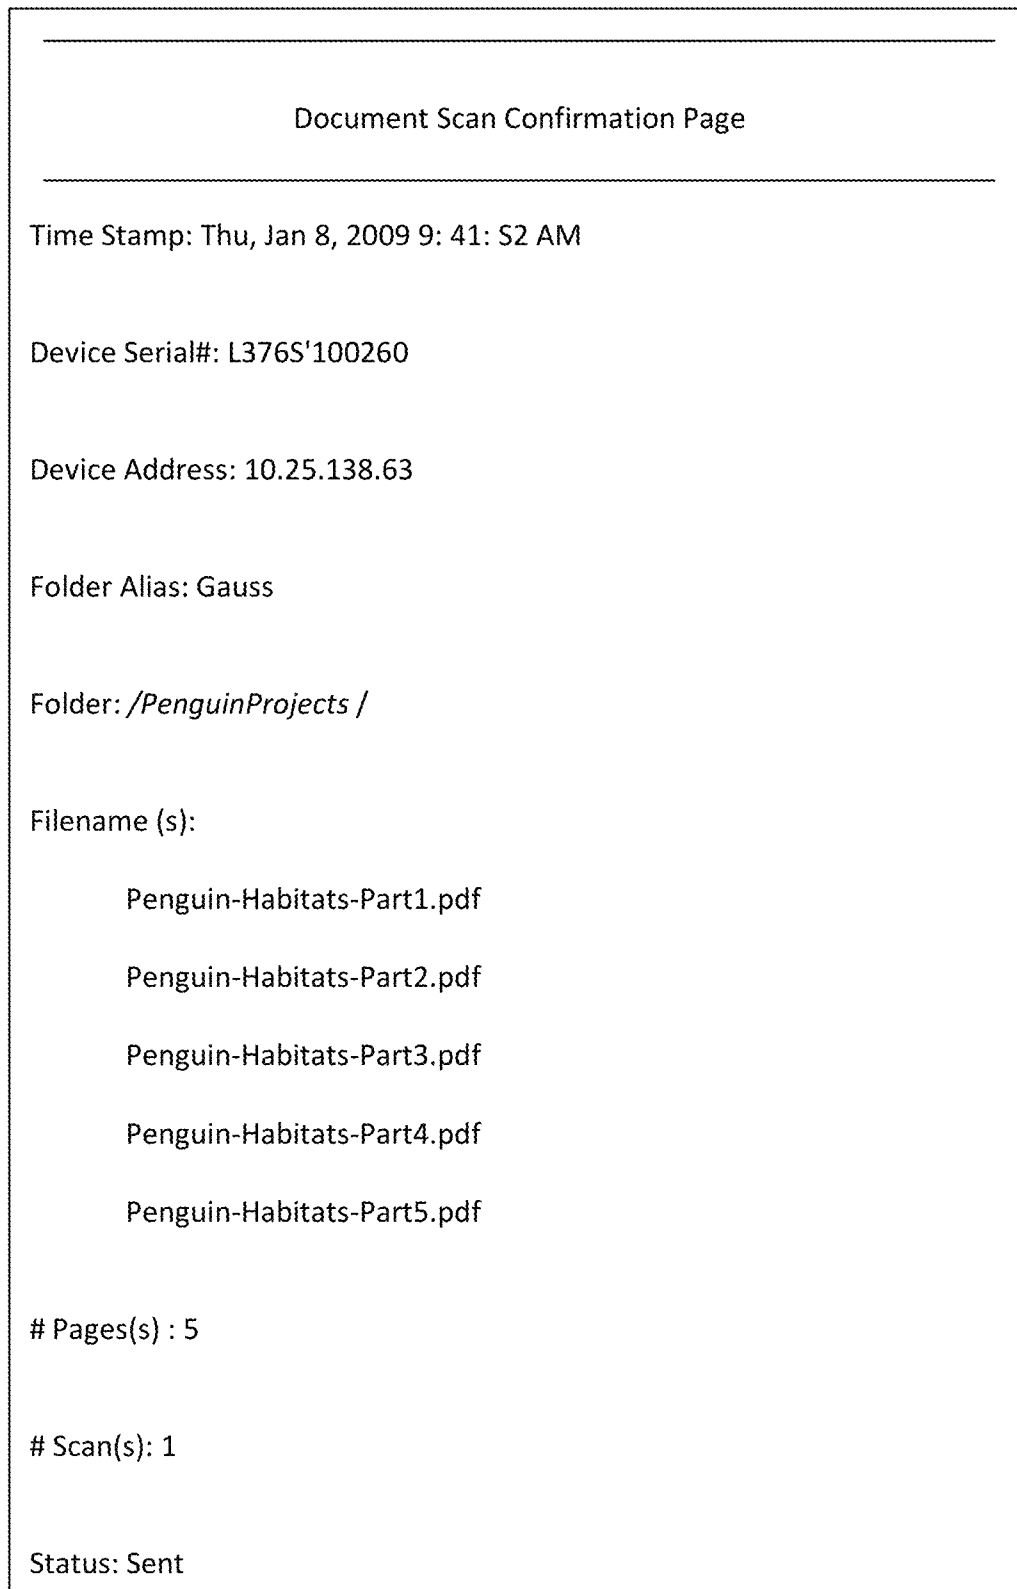 Document Scan Confirmation Page
Time Stamp: Thu, Jan 8, 2009 9: 41: S2 AM
Device Serial#: L376S'100260
Device Address: 10.25.138.63
Folder Alias: Gauss
Folder: /PenguinProjects /
Filename (s):
Penguin-Habitats-Part1.pdf
Penguin-Habitats-Part2.pdf
Penguin-Habitats-Part3.pdf
Penguin-Habitats-Part4.pdf
Penguin-Habitats-Part5.pdf
# Pages(s) : 5
# Scan(s): 1
Status: Sent